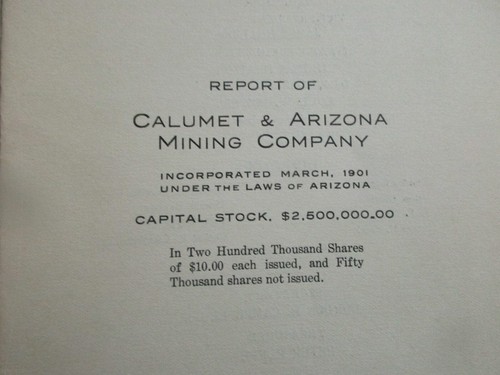 REPORT OF
CALUMET & ARIZONA
MINING COMPANY
INCORPORATED MARCH, 1901
UNDER THE LAWS OF ARIZONA
CAPITAL STOCK, $2,500,000.00
In Two Hundred Thousand Shares
of $10.00 each issued, and Fifty
Thousand shares not issued.